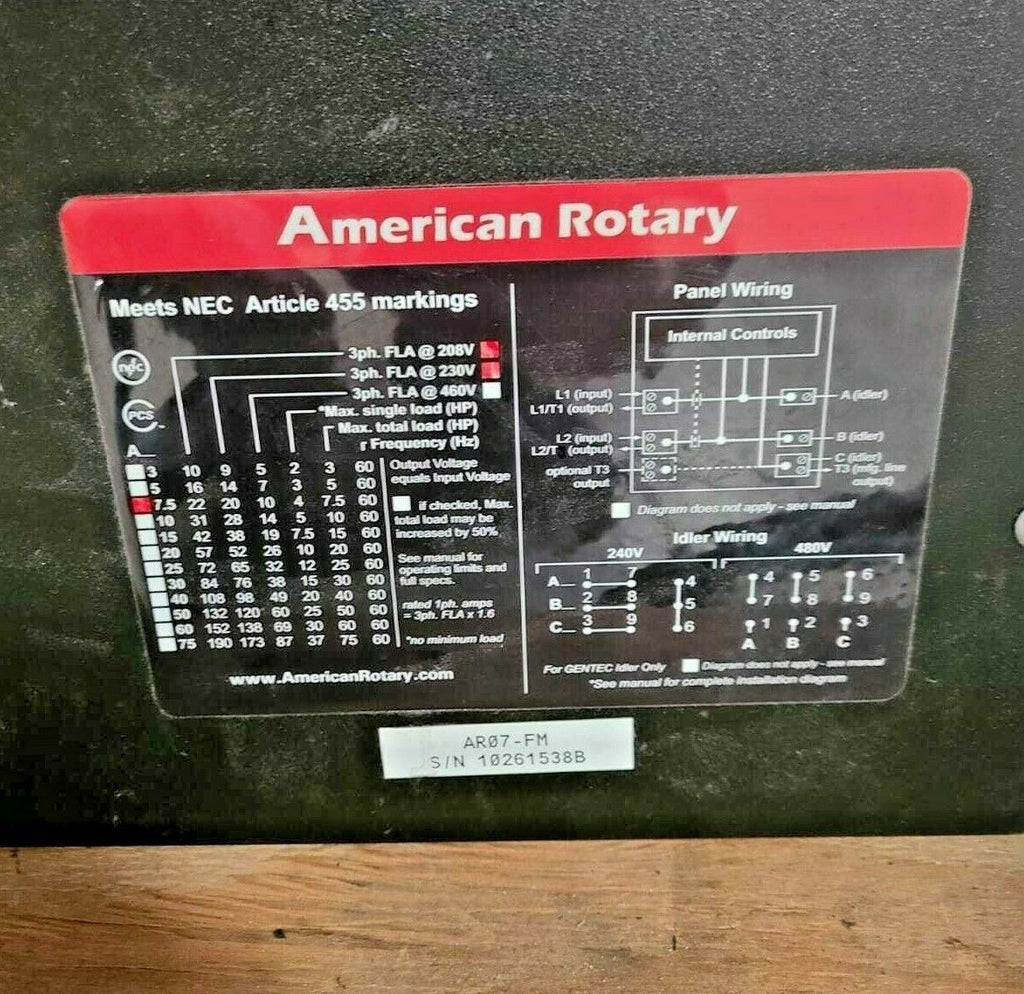 American Rotary
Meets NEC Article 455 markings
3ph. FLA @ 208V
3ph. FLA @ 230V
3ph. FLA @ 460V
*Max. single load (HP)
Max. total load (HP)
Frequency (Hz)
PCS
A
3 10 9 5 2 3 60
5 16 14 7 3 5 60
7.5 22 20 10 4 7.5 60
10 31 28 14 5 10 60
15 42 38 19 7.5 15 60
20 57 52 26 10 20 60
25 72 65 32 12 25 60
30 84 76 38 15 30 60
40 108 98 49 20 40 60
50 132 120 60 25 50 60
60 152 138 69 30 60 60
75 190 173 87 37 75 60
Output Voltage
equals Input Voltage
if checked, Max.
total load may be
increased by 50%
See manual for
operating limits and
full specs.
rated 1ph. amps
= 3ph. FLA x 1.6
*no minimum load
www.AmericanRotary.com
Panel Wiring
Internal Controls
L1 (input)
L1/T1 (output)
A (idler)
L2 (input)
L2/T (output)
B (idler)
optional T3
output
C (idler)
T3 (mfg. line
output)
Diagram does not apply - see manual
Idler Wiring
240V 480V
A 1 7 4
B 2 8 5
C 3 9 6
4 5 6
7 8 9
1 2 3
A B C
For GENTEC Idler Only
Diagram does not apply - see manual
*See manual for complete installation diagram
AR07-FM
S/N 10261538B